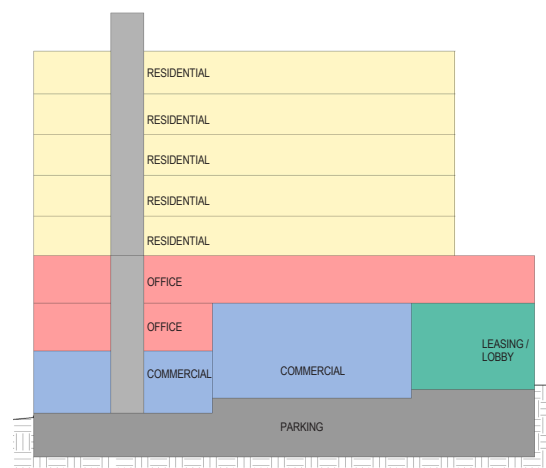 RESIDENTIAL
RESIDENTIAL
RESIDENTIAL
RESIDENTIAL
RESIDENTIAL
OFFICE
OFFICE
LEASING /
LOBBY
COMMERCIAL
COMMERCIAL
PARKING